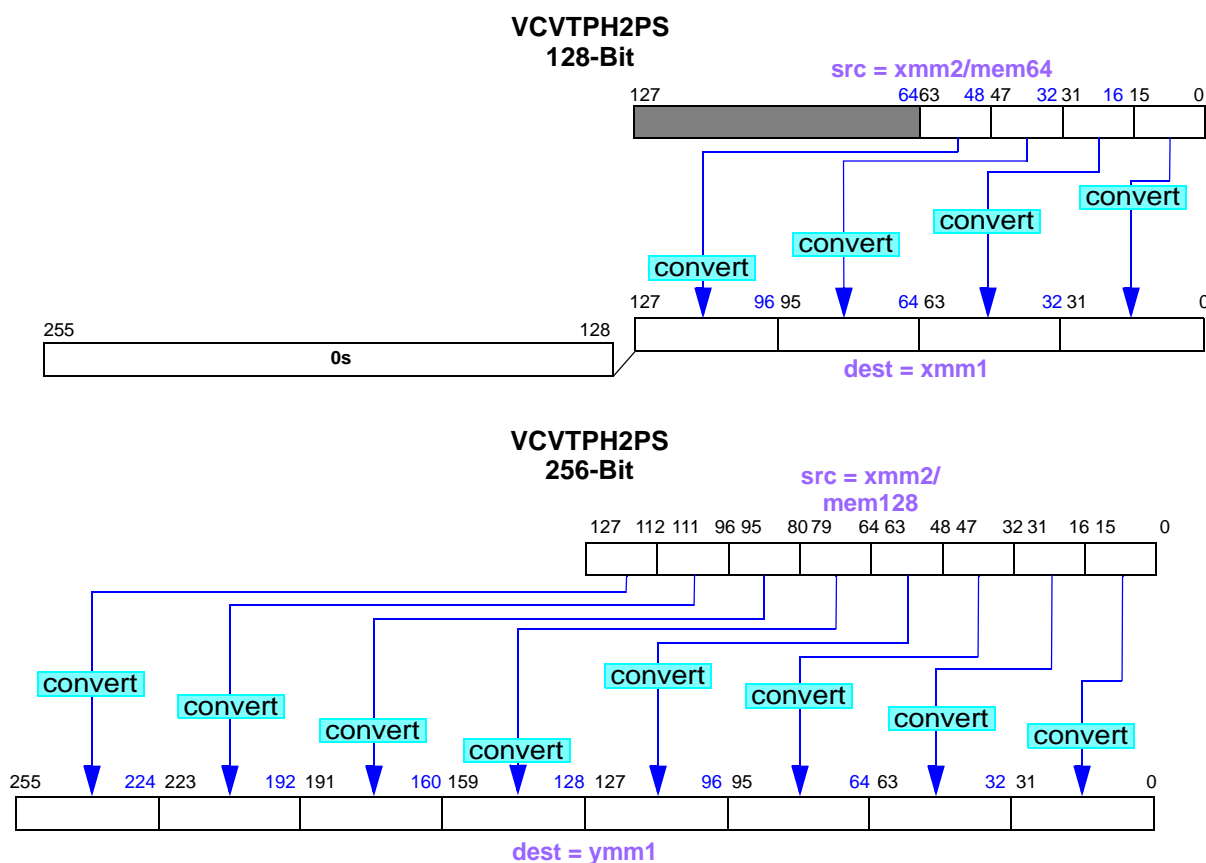 VCVTPH2PS
128-Bit
src = xmm2/mem64
127 64 63 48 47 32 31 16 15 0
convert
convert
convert
convert
127 96 95 64 63 32 31 0
255 128
0s
dest = xmm1
VCVTPH2PS
256-Bit
src = xmm2/
mem128
127 112 111 96 95 80 79 64 63 48 47 32 31 16 15 0
convert
convert
convert
convert
convert
convert
convert
convert
255 224 223 192 191 160 159 128 127 96 95 64 63 32 31 0
dest = ymm1